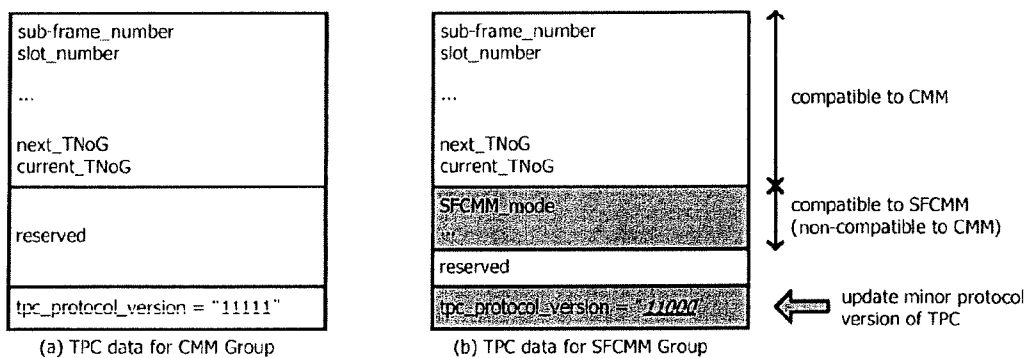 sub-frame_number
slot_number
...
next_TNoG
current_TNoG
reserved
tpc_protocol_version = "11111"
(a) TPC data for CMM Group
sub-frame_number
slot_number
...
next_TNoG
current_TNoG
SFCMM_mode
...
reserved
tpc_protocol_version = "11000"
(b) TPC data for SFCMM Group
compatible to CMM
compatible to SFCMM
(non-compatible to CMM)
update minor protocol
version of TPC